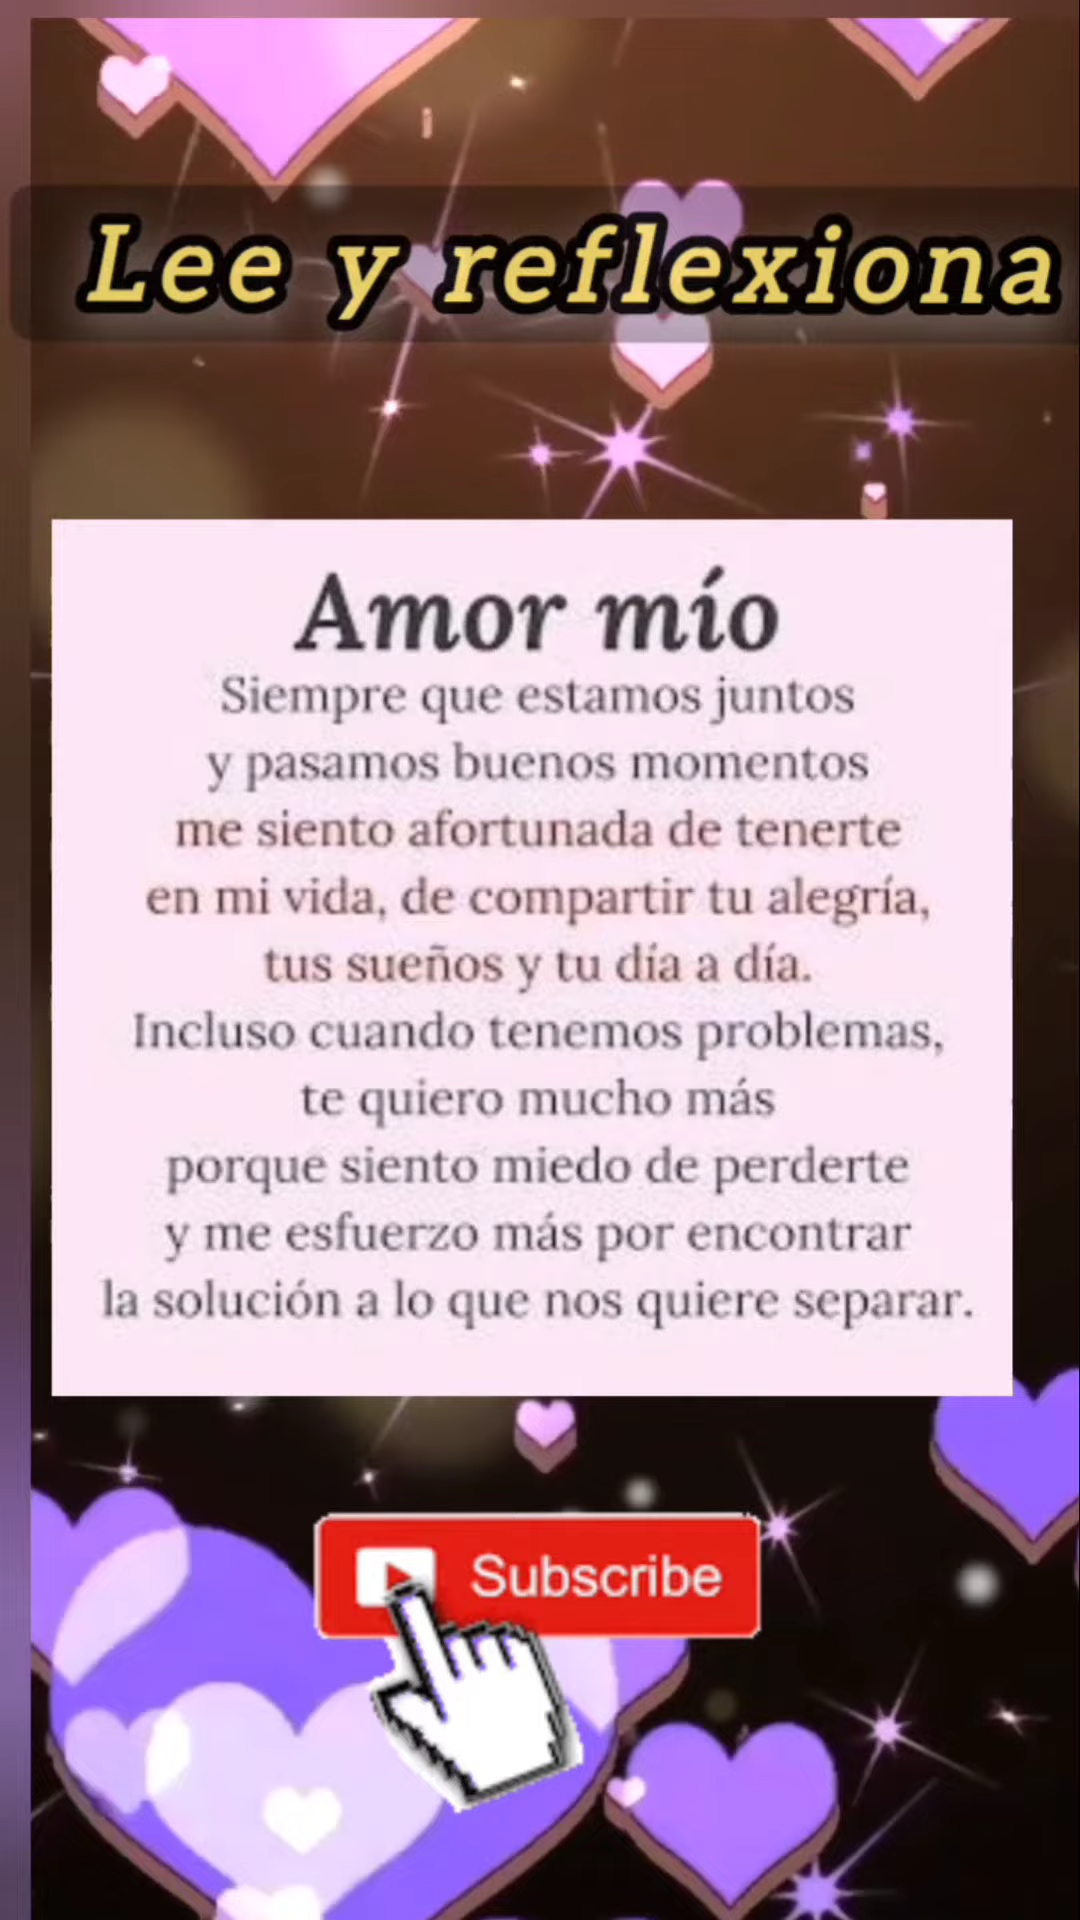 Lee y reflexiona
Amor mío
Siempre que estamos juntos
y pasamos buenos momentos
me siento afortunada de tenerte
en mi vida, de compartir tu alegría,
tus sueños y tu día a día.
Incluso cuando tenemos problemas,
te quiero mucho más
porque siento miedo de perderte
y me esfuerzo más por encontrar
la solución a lo que nos quiere separar.
Subscribe